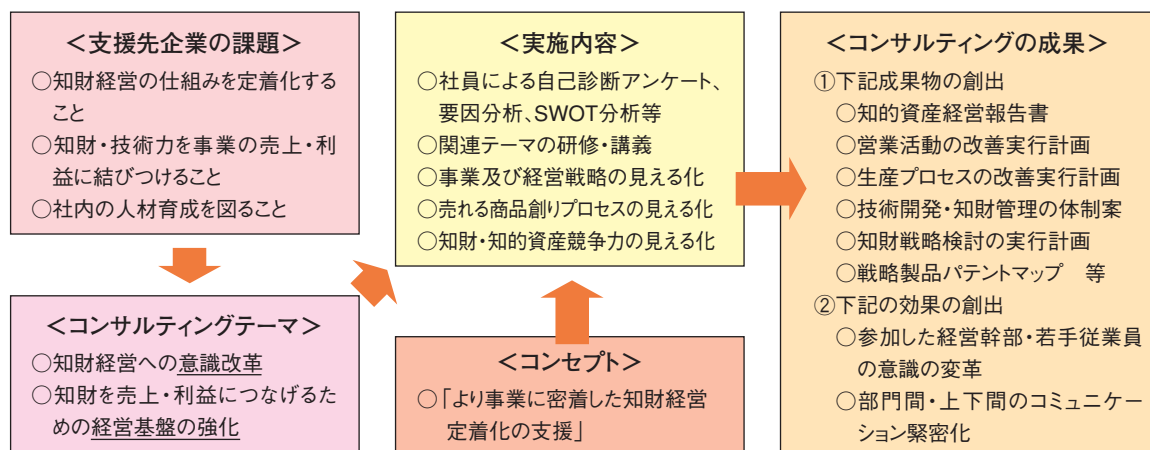 ＜支援先企業の課題＞
○知財経営の仕組みを定着化する
こと
○知財・技術力を事業の売上・利
益に結びつけること
○社内の人材育成を図ること
＜コンサルティングテーマ＞
○知財経営への意識改革
○知財を売上・利益につなげるた
めの経営基盤の強化
＜実施内容＞
○社員による自己診断アンケート、
要因分析、SWOT分析等
○関連テーマの研修・講義
○事業及び経営戦略の見える化
○売れる商品創りプロセスの見える化
○知財・知的資産競争力の見える化
＜コンセプト＞
○「より事業に密着した知財経営
定着化の支援」
＜コンサルティングの成果＞
①下記成果物の創出
○知的資産経営報告書
○営業活動の改善実行計画
○生産プロセスの改善実行計画
○技術開発・知財管理の体制案
○知財戦略検討の実行計画
○戦略製品パテントマップ　等
②下記の効果の創出
○参加した経営幹部・若手従業員
の意識の変革
○部門間・上下間のコミュニケー
ション緊密化